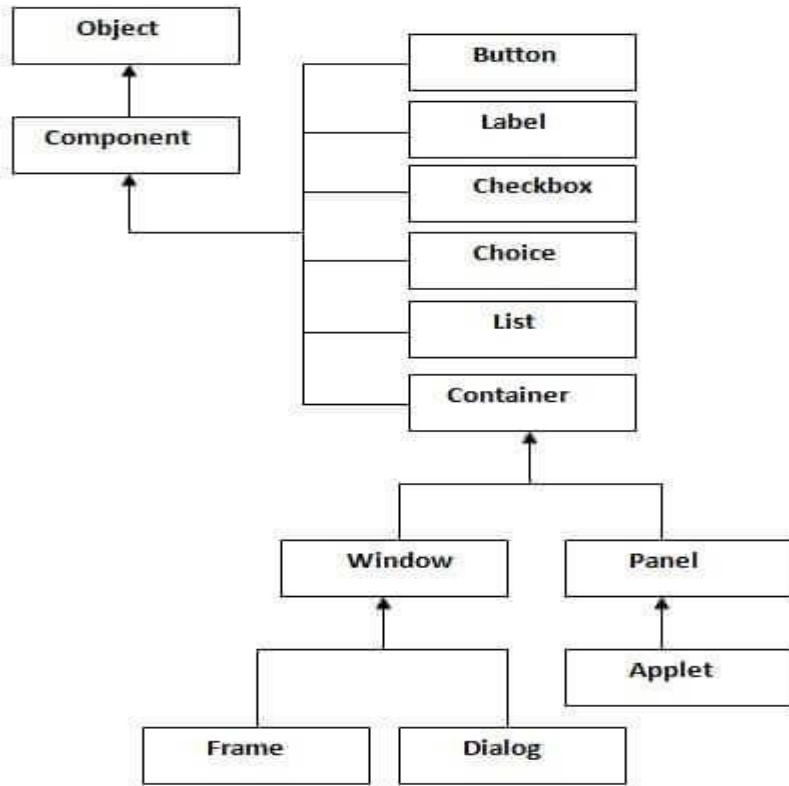 Object
Component
Button
Label
Checkbox
Choice
List
Container
Window
Panel
Applet
Frame
Dialog